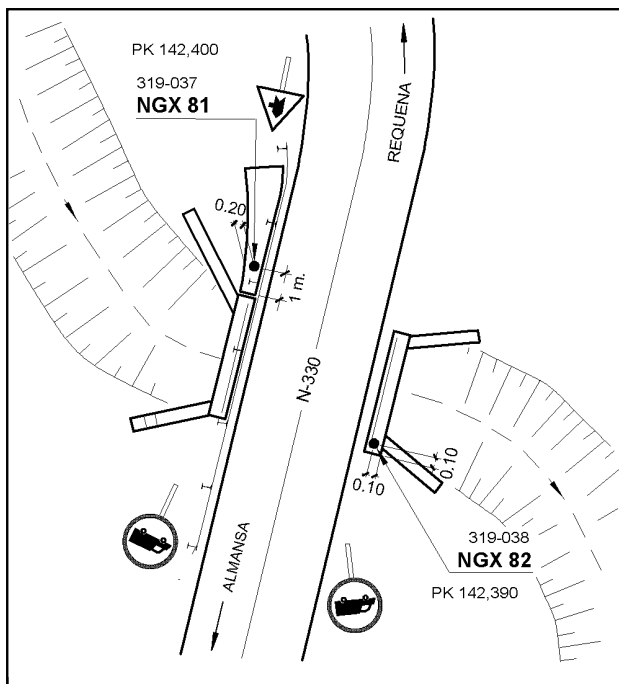 PK 142,400
319-037
NGX 81
REQUENA
0.20
1 m.
N-330
0.10
0.10
319-038
NGX 82
ALMANSA
PK 142,390